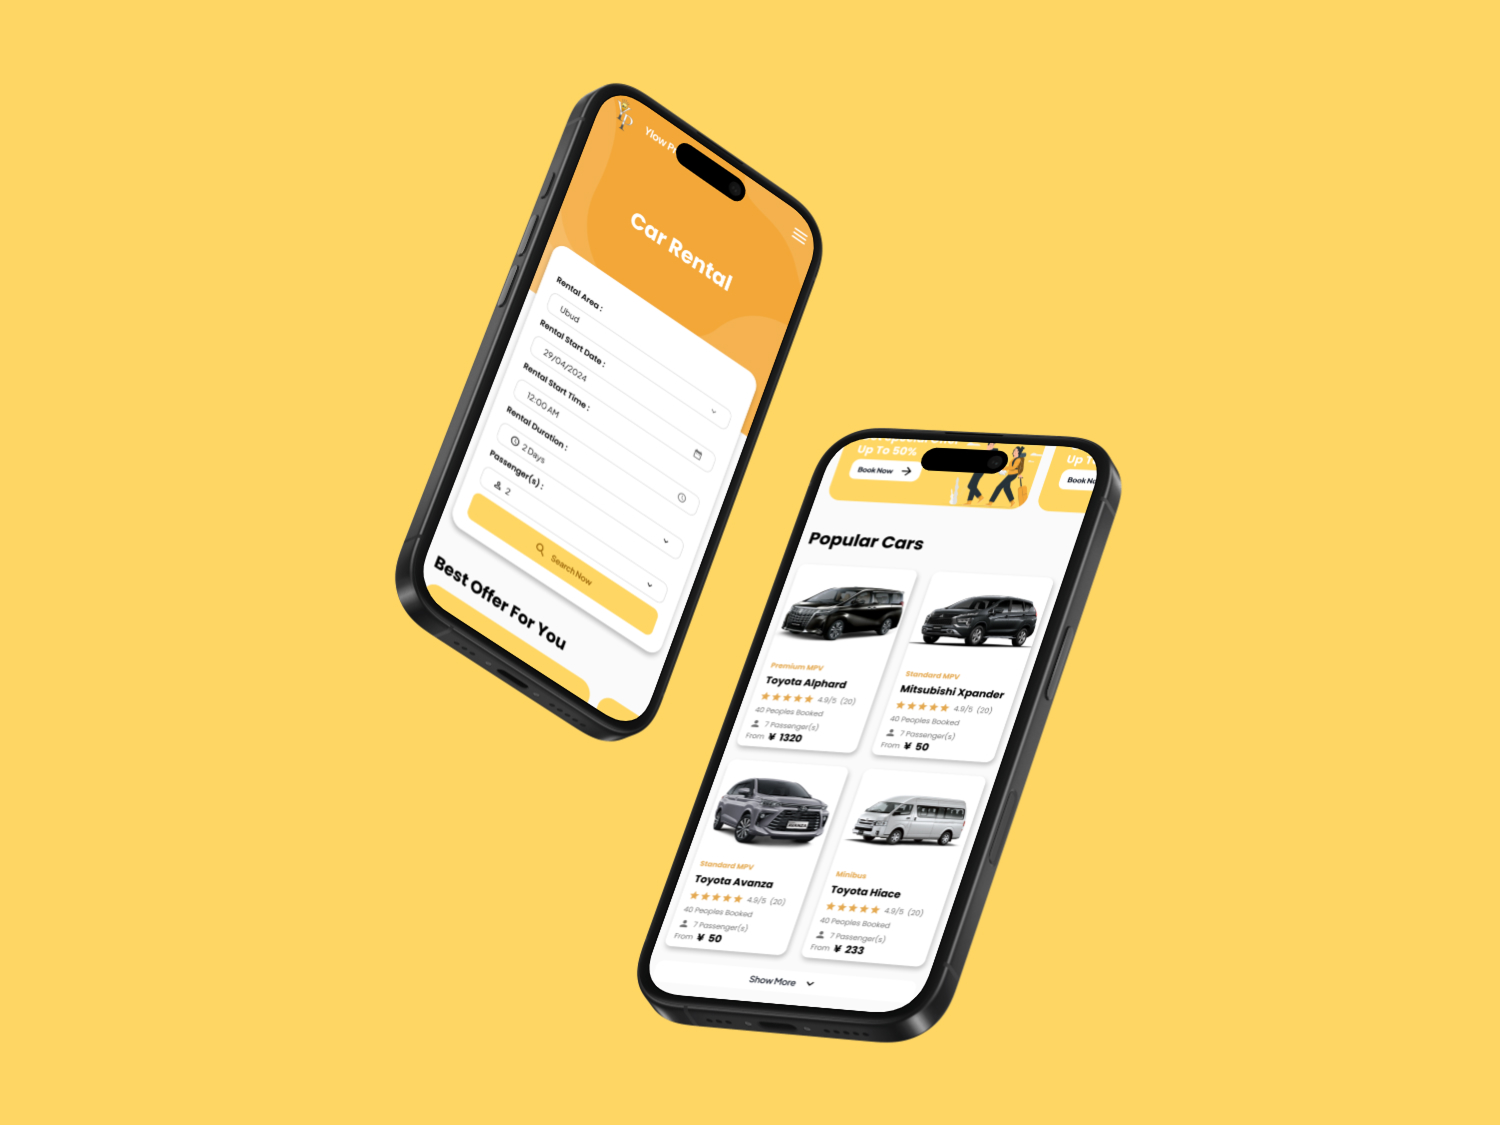 Ylow
Car Rental
Rental Area :
Ubud
Rental Start Date :
29/04/2024
Rental Start Time :
12:00 AM
Rental Duration :
2 Days
Passenger(s) :
2
Search Now
Best Offer For You
Up To 50%
Book Now
Up T
Book No
Popular Cars
Premium MPV
Toyota Alphard
4.9/5 (20)
40 Peoples Booked
7 Passenger(s)
From ¥ 1320
Standard MPV
Mitsubishi Xpander
4.9/5 (20)
40 Peoples Booked
7 Passenger(s)
From ¥ 50
Standard MPV
Toyota Avanza
4.9/5 (20)
40 Peoples Booked
7 Passenger(s)
From ¥ 50
Minibus
Toyota Hiace
4.9/5 (20)
40 Peoples Booked
7 Passenger(s)
From ¥ 233
Show More